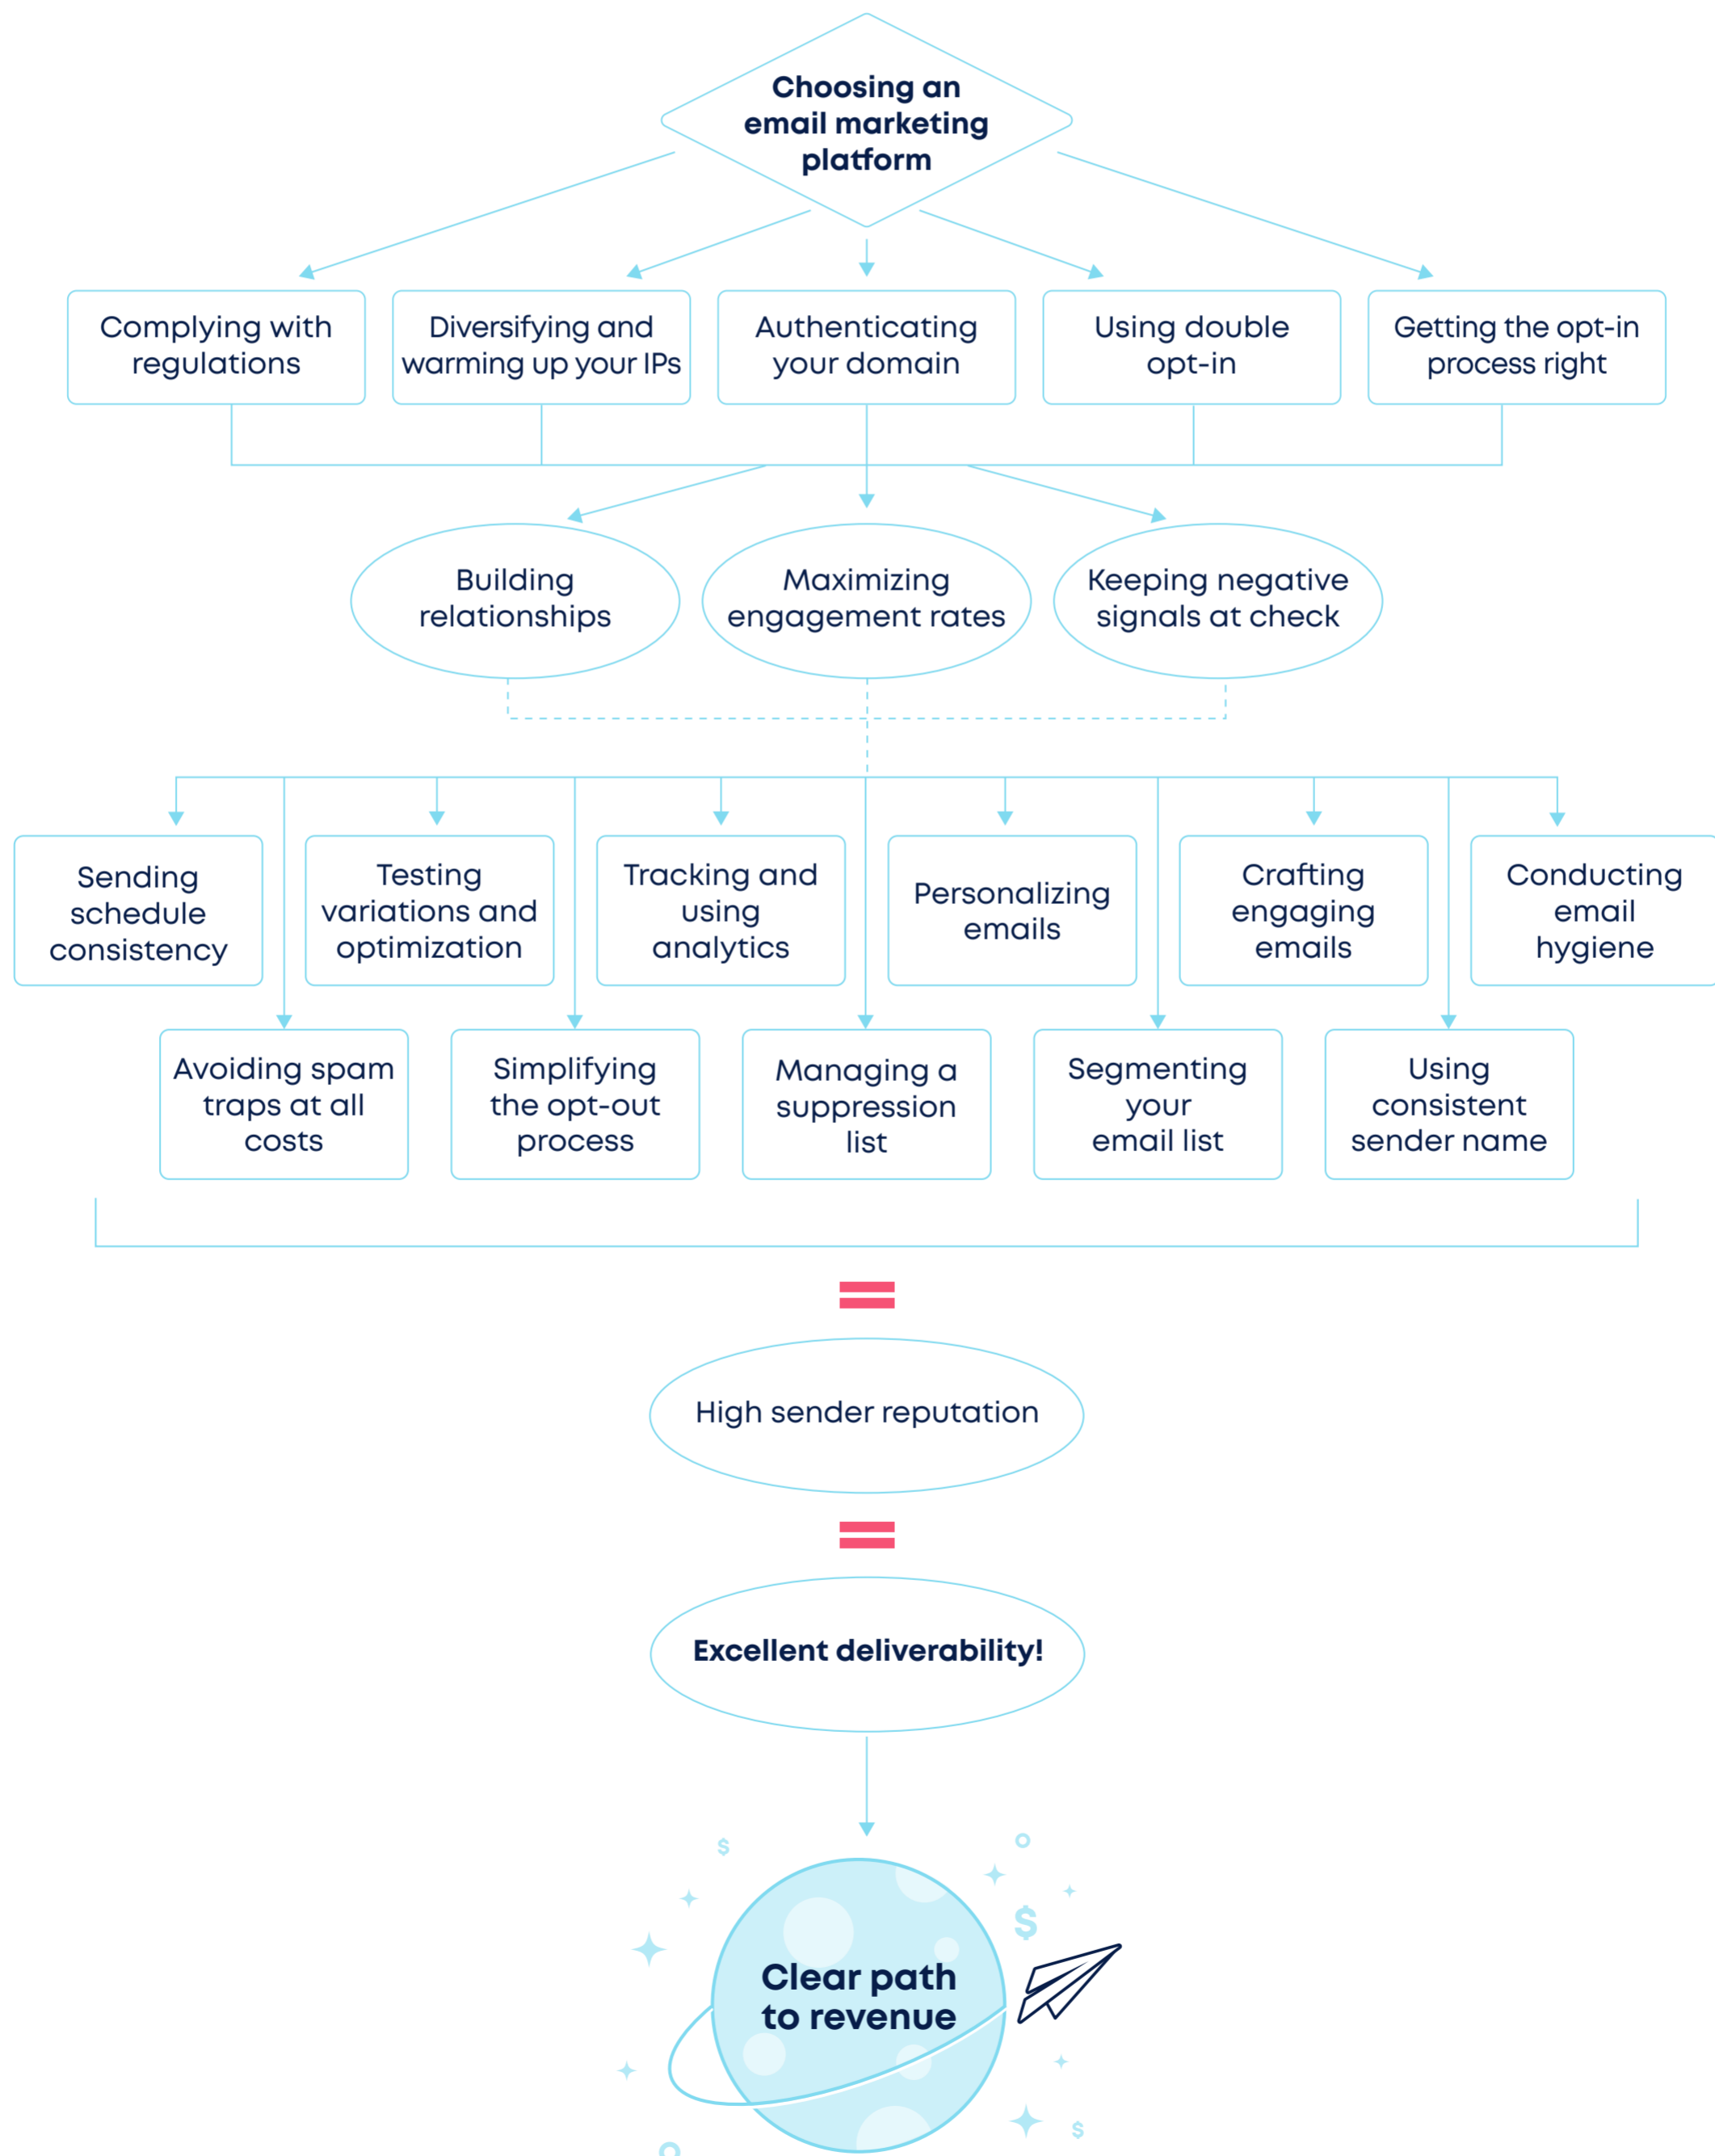 Choosing an
email marketing
platform
Complying with
regulations
Diversifying and
warming up your IPs
Authenticating
your domain
Using double
opt-in
Getting the opt-in
process right
Building
relationships
Maximizing
engagement rates
Keeping negative
signals at check
Sending
schedule
consistency
Testing
variations and
optimization
Tracking and
using
analytics
Personalizing
emails
Crafting
engaging
emails
Conducting
email
hygiene
Avoiding spam
traps at all
costs
Simplifying
the opt-out
process
Managing a
suppression
list
Segmenting
your
email list
Using
consistent
sender name
=
High sender reputation
=
Excellent deliverability!
$
$
Clear path
to revenue
$